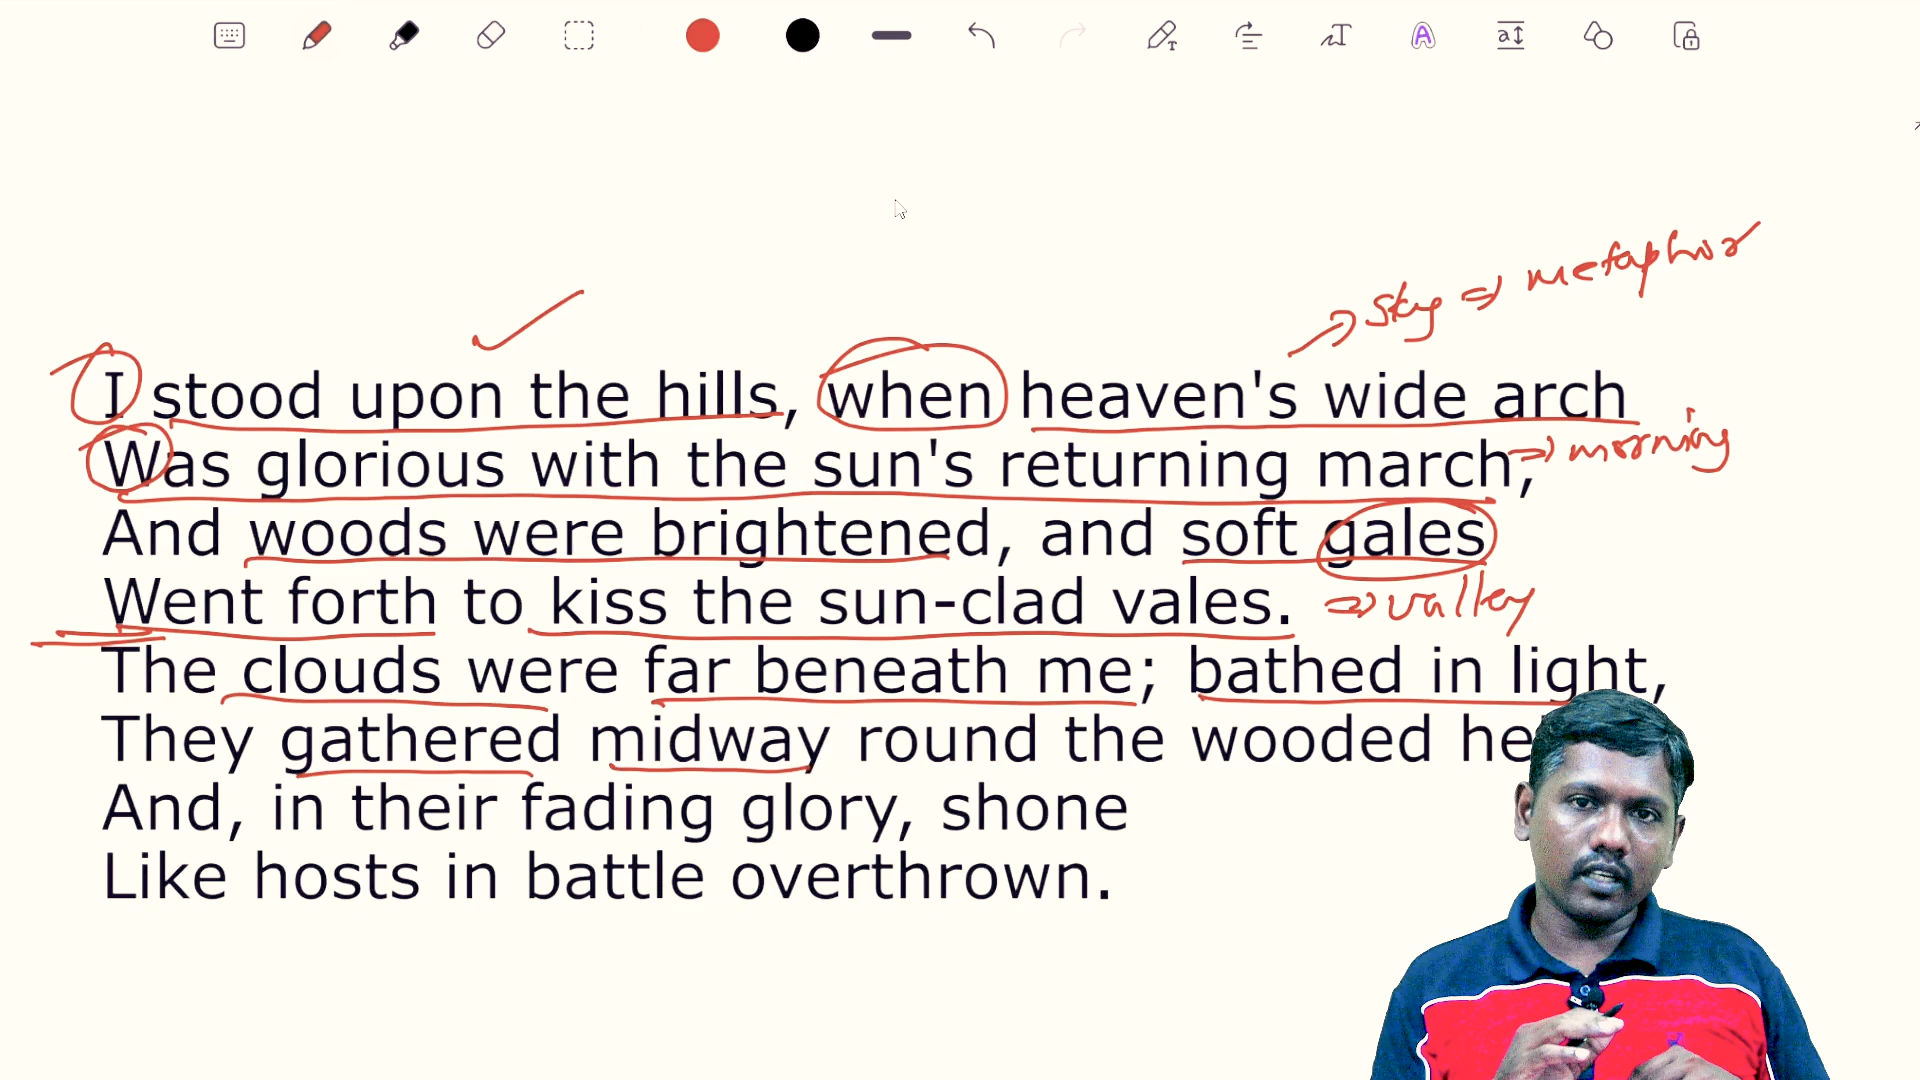 sky ⇒ metaphor
I stood upon the hills, when heaven's wide arch
Was glorious with the sun's returning march, ⇒ morning
And woods were brightened, and soft gales
Went forth to kiss the sun-clad vales. ⇒ valley
The clouds were far beneath me; bathed in light,
They gathered midway round the wooded
And, in their fading glory, shone
Like hosts in battle overthrown.